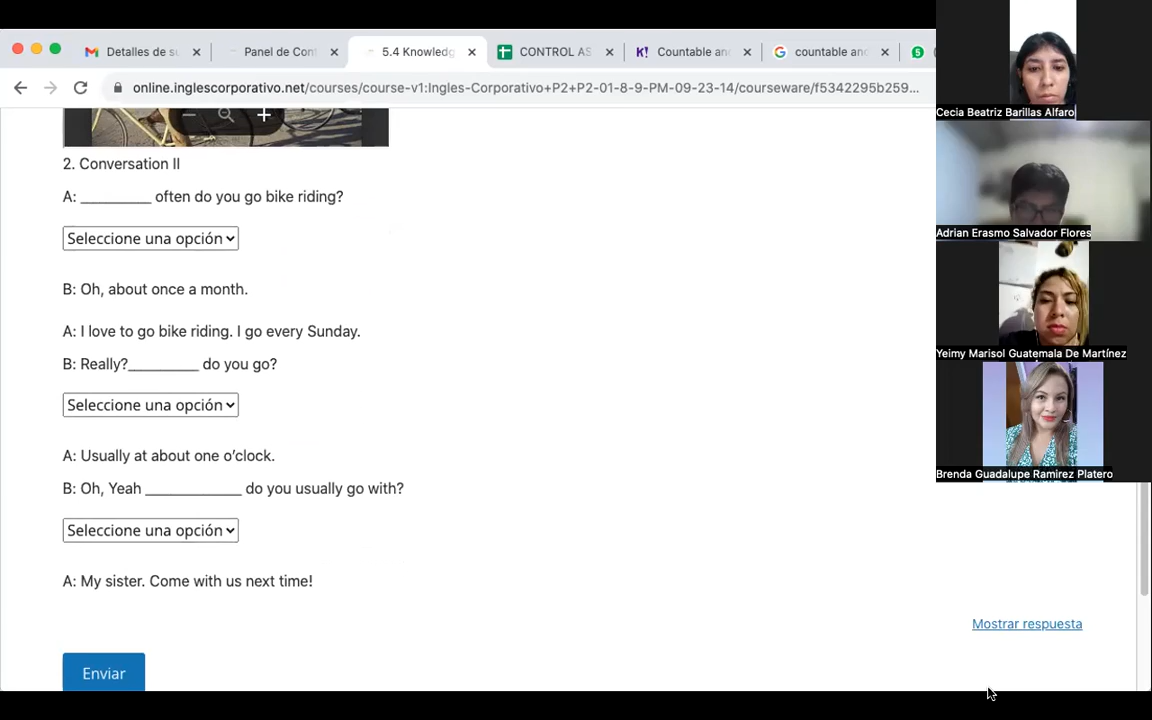 Detalles de su
Panel de Cont
5.4 Knowledg
CONTROL AS
Countable and
countable and
online.inglescorporativo.net/courses/course-v1:Ingles-Corporativo+P2+P2-01-8-9-PM-09-23-14/courseware/f5342295b259...
2. Conversation II
A: _________ often do you go bike riding?
Seleccione una opción
B: Oh, about once a month.
A: I love to go bike riding. I go every Sunday.
B: Really?_________ do you go?
Seleccione una opción
A: Usually at about one o’clock.
B: Oh, Yeah ____________ do you usually go with?
Seleccione una opción
A: My sister. Come with us next time!
Mostrar respuesta
Enviar
Cecia Beatriz Barillas Alfaro
Adrian Erasmo Salvador Flores
Yeimy Marisol Guatemala De Martínez
Brenda Guadalupe Ramirez Platero